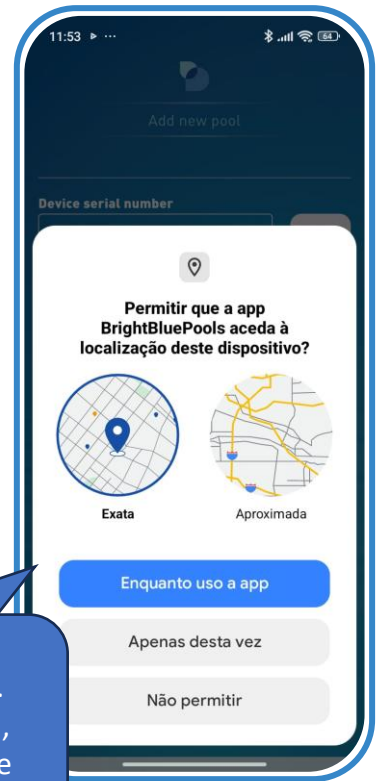 11:53
64
Add new pool
Device serial number
Permitir que a app
BrightBluePools aceda à
localização deste dispositivo?
Exata
Aproximada
Enquanto uso a app
Apenas desta vez
Não permitir
.
,
e